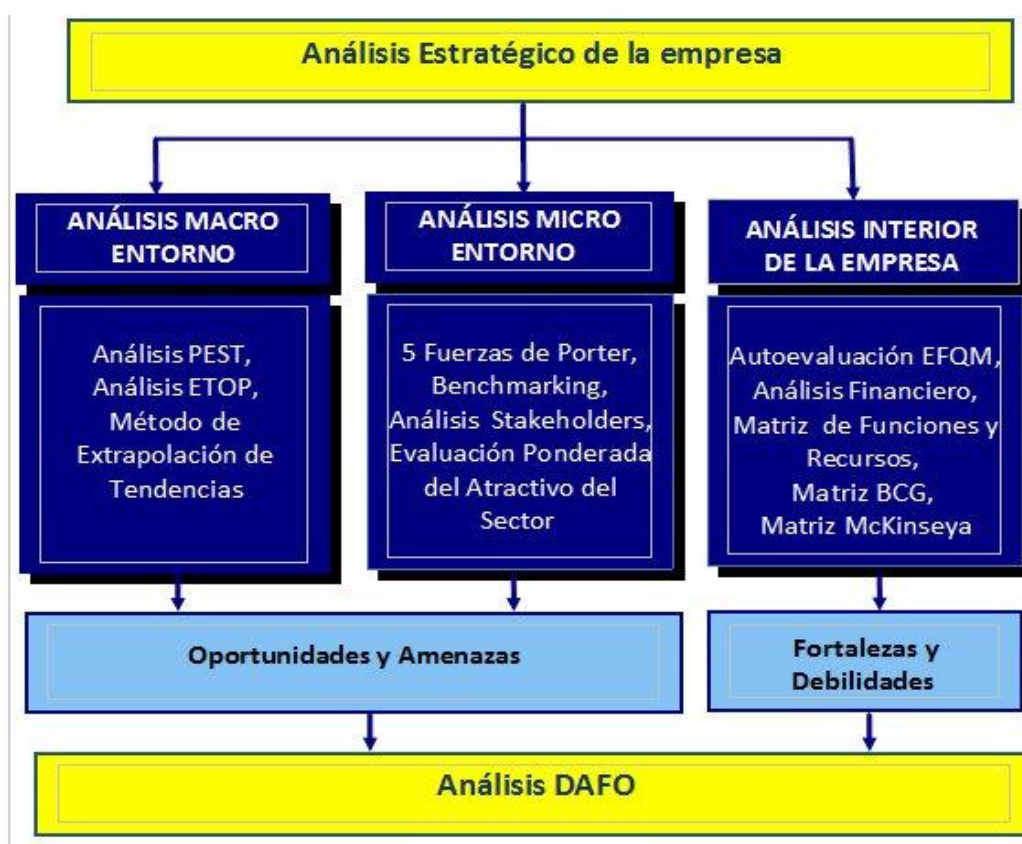 Análisis Estratégico de la empresa
ANÁLISIS MACRO
ENTORNO
Análisis PEST,
Análisis ETOP,
Método de
Extrapolación de
Tendencias
ANÁLISIS MICRO
ENTORNO
5 Fuerzas de Porter,
Benchmarking,
Análisis Stakeholders,
Evaluación Ponderada
del Atractivo del
Sector
ANÁLISIS INTERIOR
DE LA EMPRESA
Autoevaluación EFQM,
Análisis Financiero,
Matriz de Funciones y
Recursos,
Matriz BCG,
Matriz McKinseya
Oportunidades y Amenazas
Fortalezas y
Debilidades
Análisis DAFO